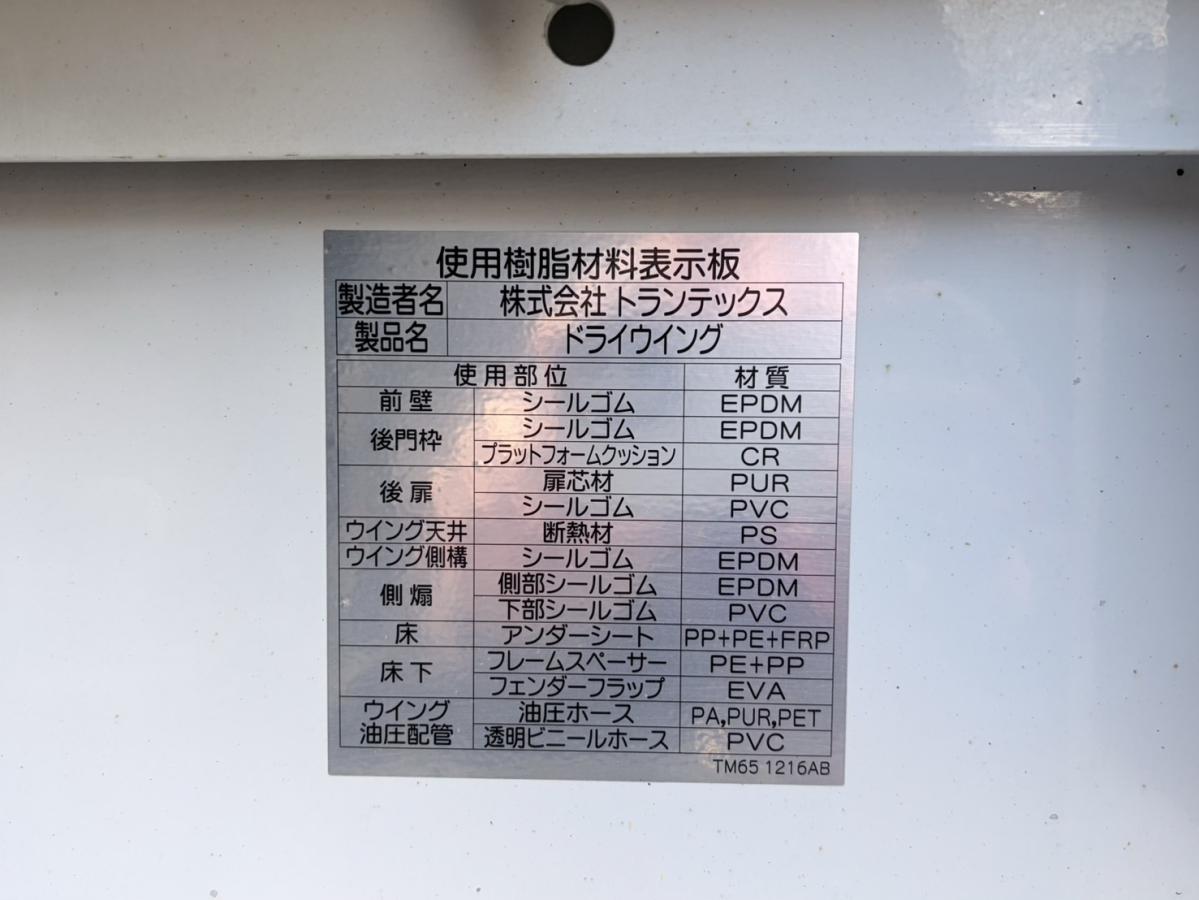 使用樹脂材料表示板
製造者名 株式会社 トランテックス
製品名 ドライウイング
使用部位 材質
前壁 シールゴム EPDM
後門枠 シールゴム EPDM
プラットフォームクッション CR
後扉 扉芯材 PUR
シールゴム PVC
ウイング天井 断熱材 PS
ウイング側構 シールゴム EPDM
側煽 側部シールゴム EPDM
下部シールゴム PVC
床 アンダーシート PP+PE+FRP
床下 フレームスペーサー PE+PP
フェンダーフラップ EVA
ウイング油圧配管 油圧ホース PA,PUR,PET
透明ビニールホース PVC
TM65 1216AB